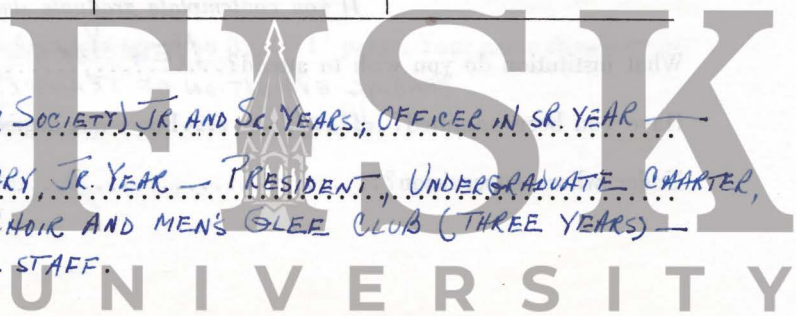 FISK
SOCIETY) JR. AND SR. YEARS, OFFICER IN SR. YEAR —
RY, JR. YEAR — PRESIDENT, UNDERGRADUATE CHAPTER,
HOIR AND MEN'S GLEE CLUB (THREE YEARS) —
STAFF.
UNIVERSITY
What institution do you wish to attend?